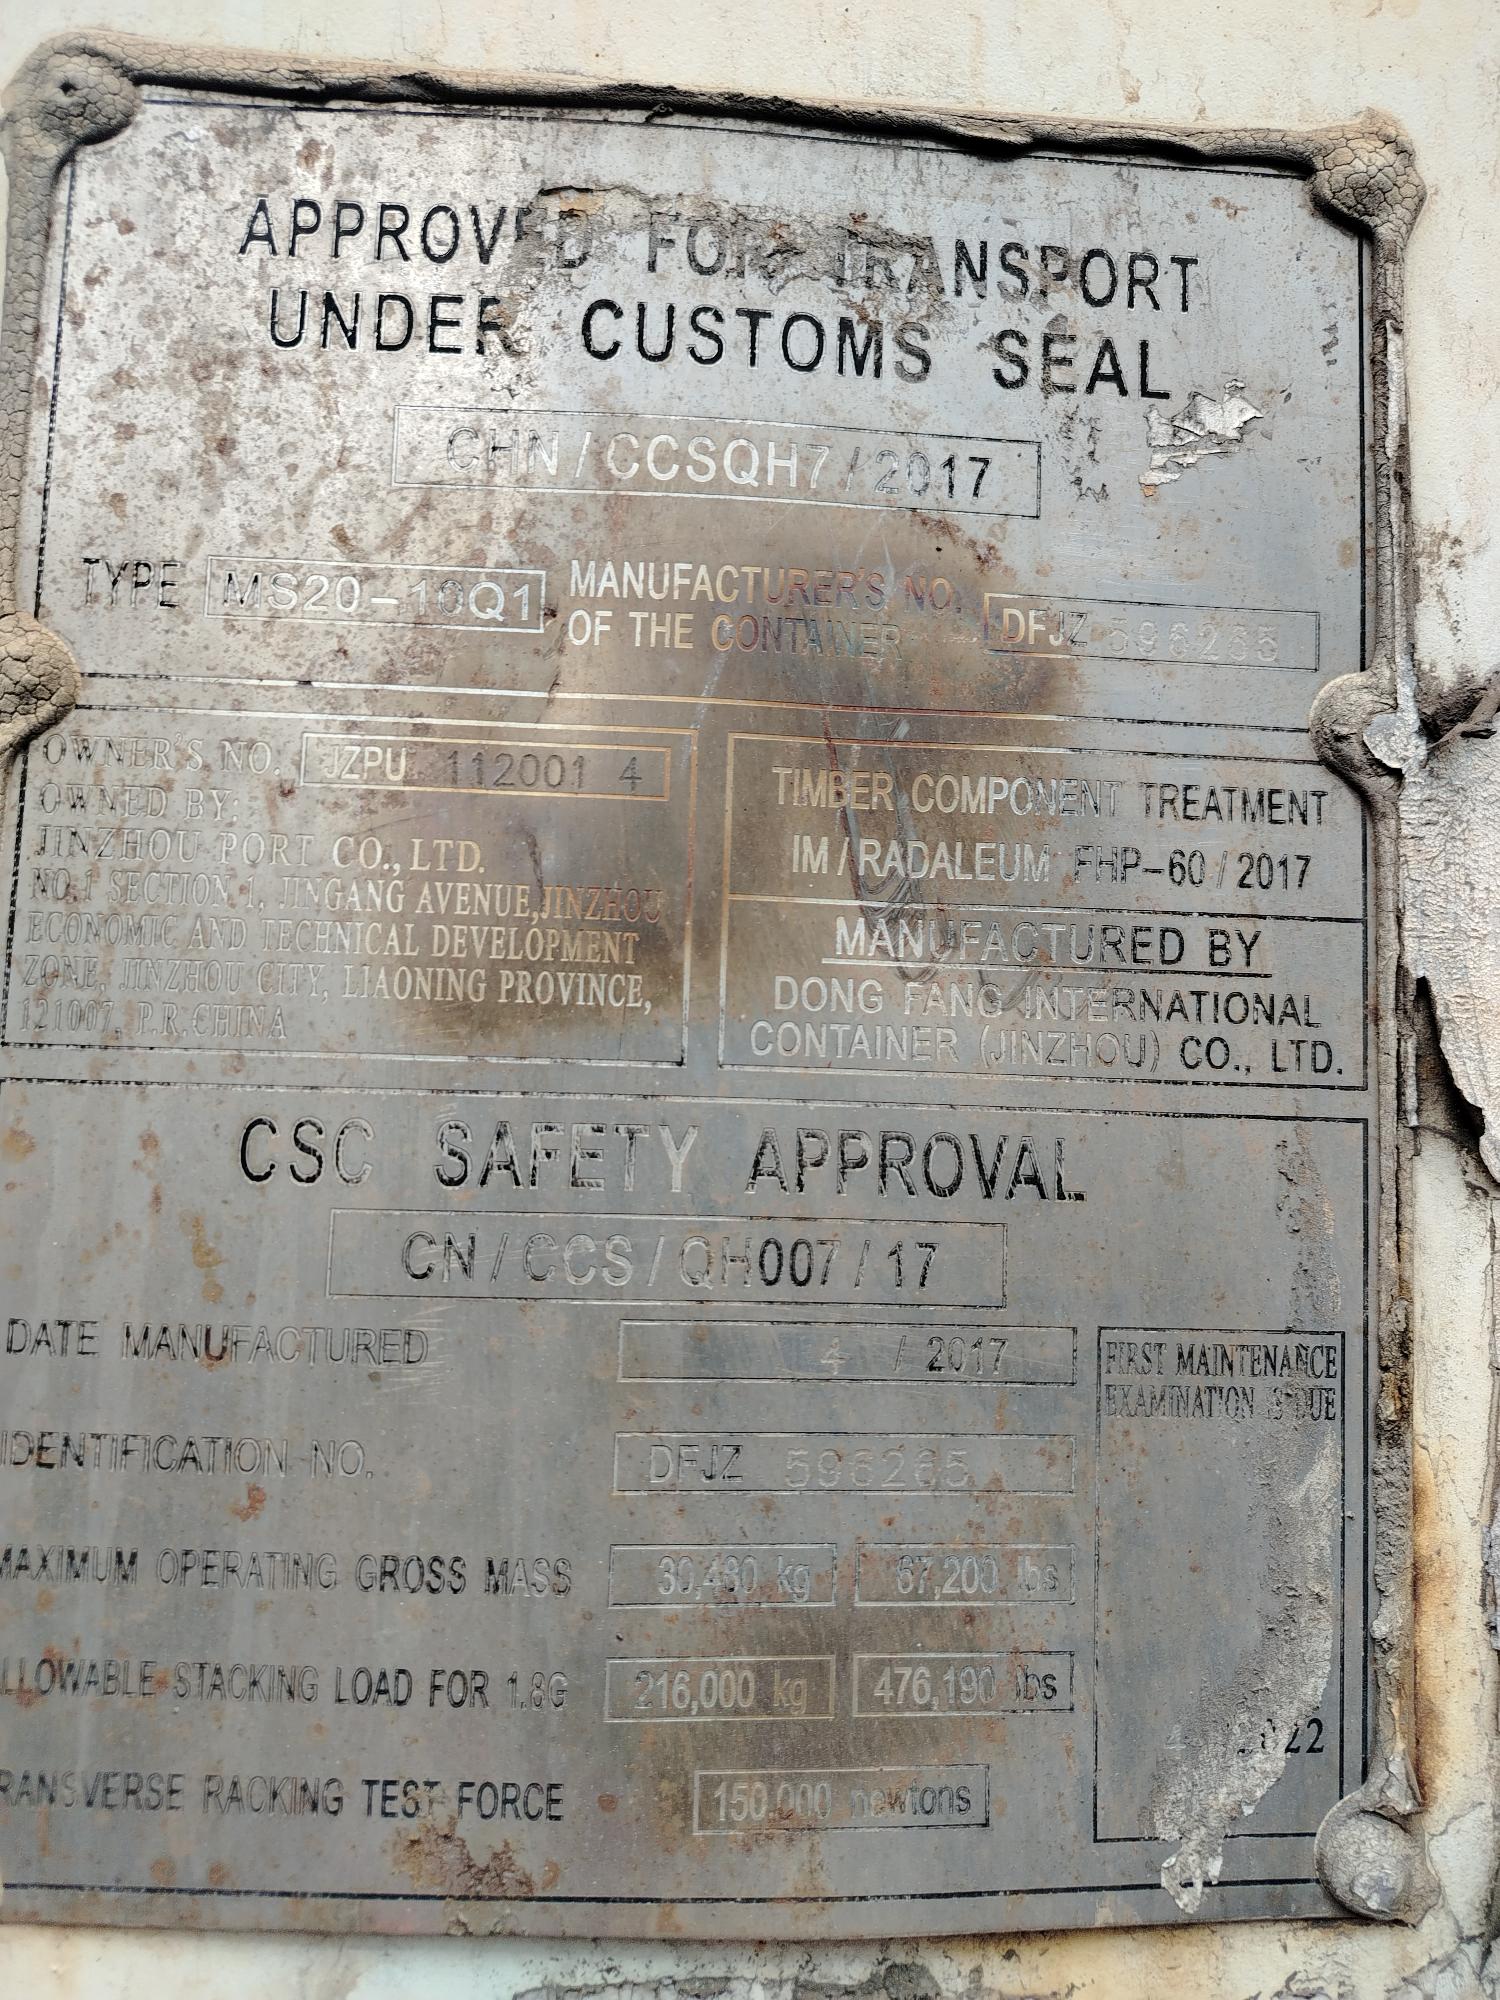 APPROVED FOR TRANSPORT
UNDER CUSTOMS SEAL
CHN / CCSQH7 / 2017
TYPE MS20-10Q1 MANUFACTURER'S NO. OF THE CONTAINER DFJZ 596265
OWNER'S NO. JZPU 112001 4
OWNED BY:
JINZHOU PORT CO., LTD.
NO.1 SECTION 1, JINGANG AVENUE, JINZHOU
ECONOMIC AND TECHNICAL DEVELOPMENT
ZONE, JINZHOU CITY, LIAONING PROVINCE,
121007, P.R.CHINA
TIMBER COMPONENT TREATMENT
IM / RADALEUM FHP-60 / 2017
MANUFACTURED BY
DONG FANG INTERNATIONAL
CONTAINER (JINZHOU) CO., LTD.
CSC SAFETY APPROVAL
CN / CCS / QH007 / 17
DATE MANUFACTURED 4 / 2017
IDENTIFICATION NO. DFJZ 596265
MAXIMUM OPERATING GROSS MASS 30,480 kg 67,200 lbs
LLOWABLE STACKING LOAD FOR 1.8G 216,000 kg 476,190 lbs
RANSVERSE RACKING TEST FORCE 150,000 newtons
FIRST MAINTENANCE
EXAMINATION IS DUE